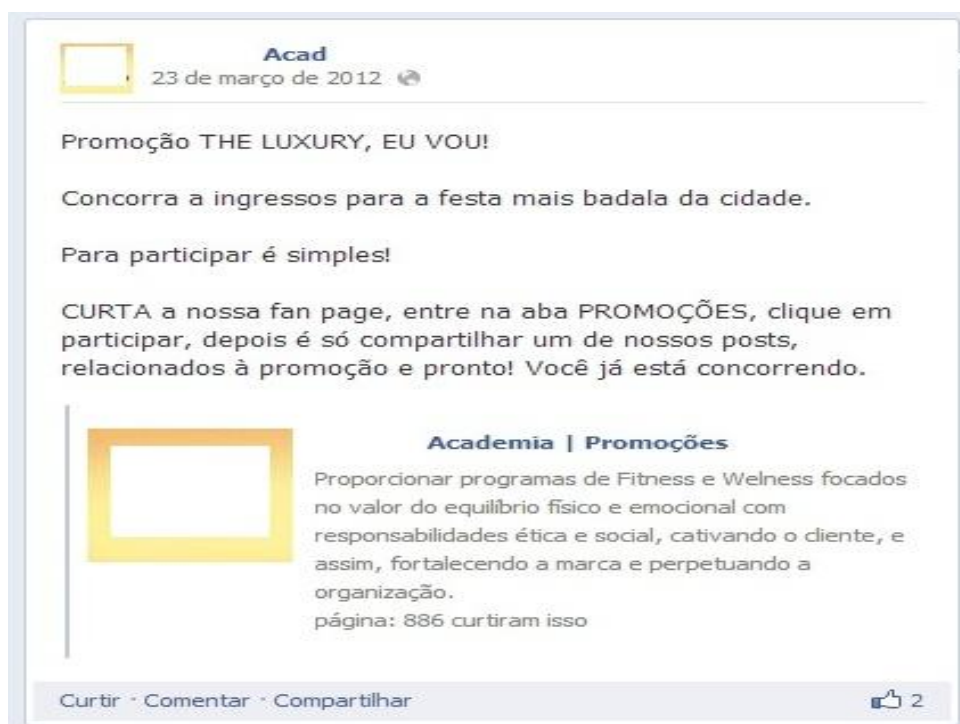 Acad
23 de março de 2012
Promoção THE LUXURY, EU VOU!
Concorra a ingressos para a festa mais badala da cidade.
Para participar é simples!
CURTA a nossa fan page, entre na aba PROMOÇÕES, clique em
participar, depois é só compartilhar um de nossos posts,
relacionados à promoção e pronto! Você já está concorrendo.
Academia | Promoções
Proporcionar programas de Fitness e Welness focados
no valor do equilíbrio físico e emocional com
responsabilidades ética e social, cativando o cliente, e
assim, fortalecendo a marca e perpetuando a
organização.
página: 886 curtiram isso
Curtir · Comentar · Compartilhar 2